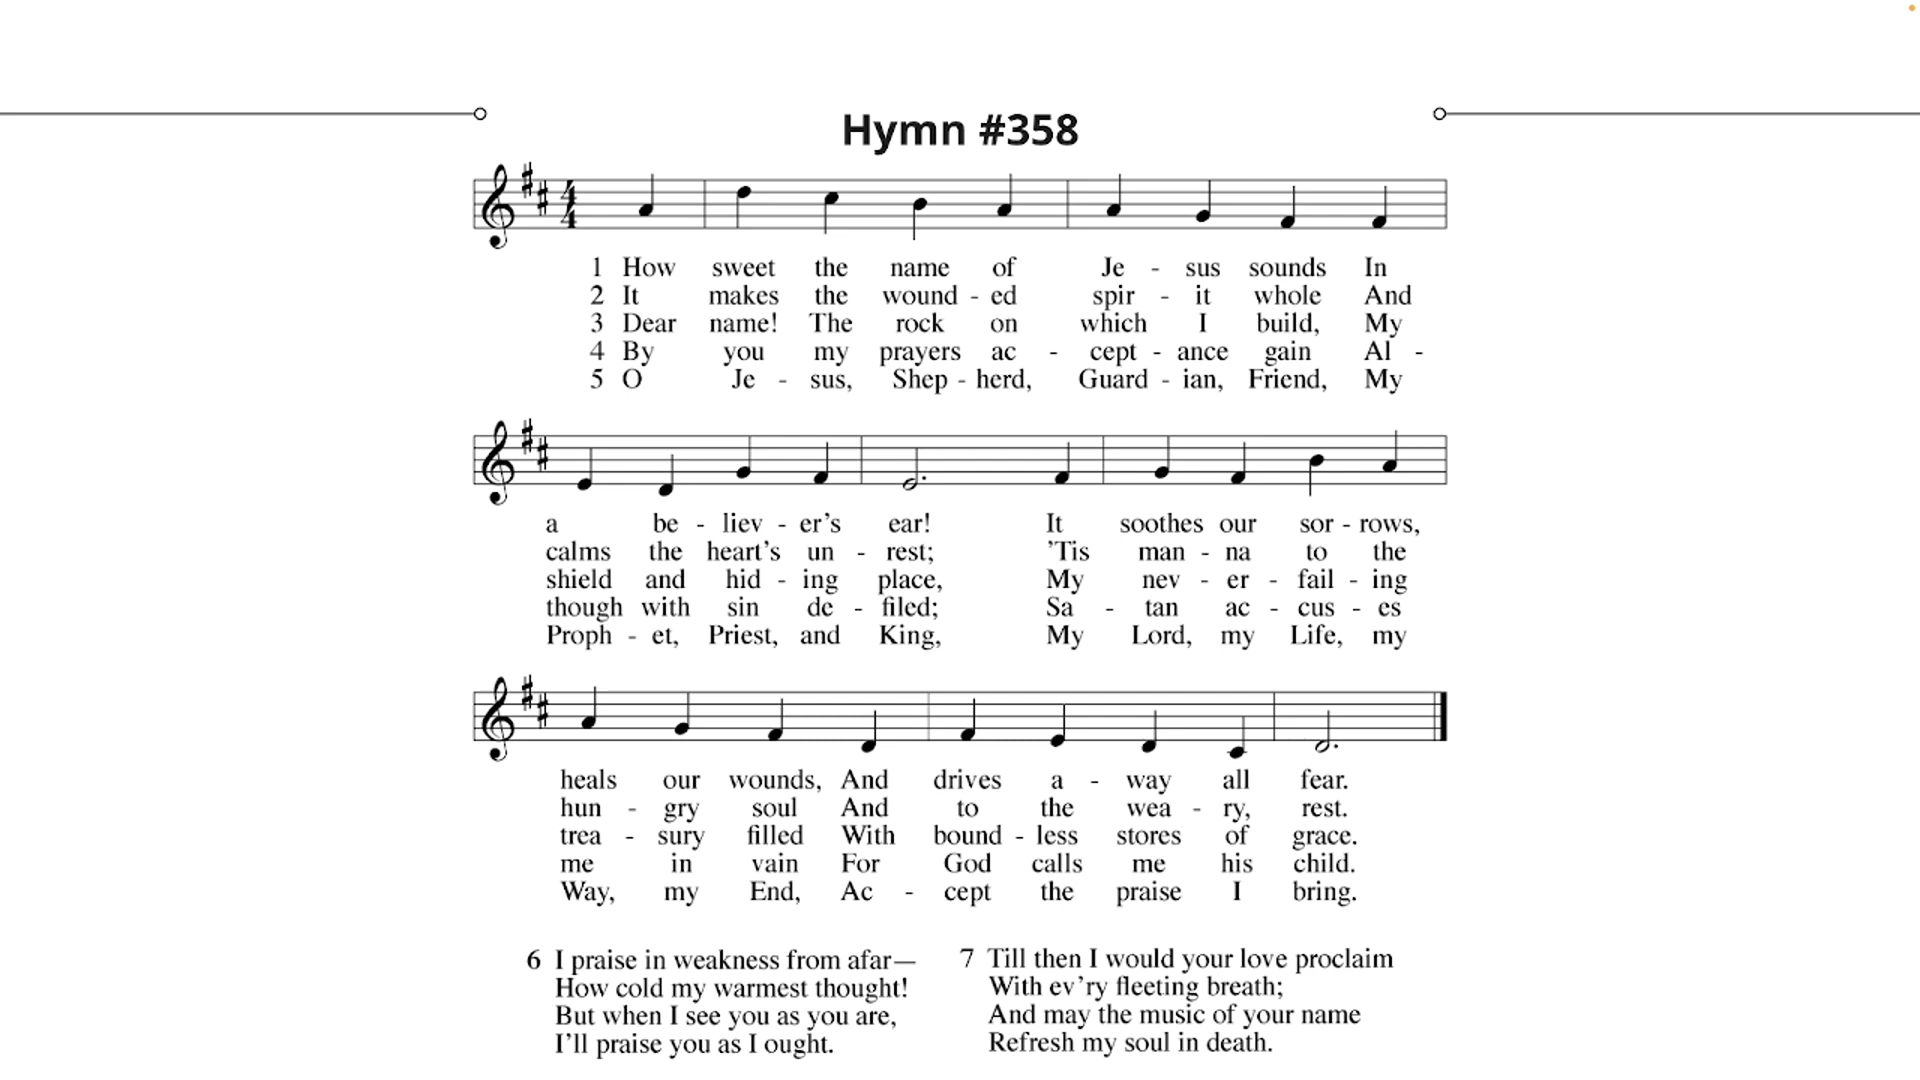 Hymn #358
1 How sweet the name of Je - sus sounds In
2 It makes the wound - ed spir - it whole And
3 Dear name! The rock on which I build, My
4 By you my prayers ac - cept - ance gain Al -
5 O Je - sus, Shep - herd, Guard - ian, Friend, My
a be - liev - er’s ear! It soothes our sor - rows,
calms the heart’s un - rest; ’Tis man - na to the
shield and hid - ing place, My nev - er - fail - ing
though with sin de - filed; Sa - tan ac - cus - es
Proph - et, Priest, and King, My Lord, my Life, my
heals our wounds, And drives a - way all fear.
hun - gry soul And to the wea - ry, rest.
trea - sury filled With bound - less stores of grace.
me in vain For God calls me his child.
Way, my End, Ac - cept the praise I bring.
6 I praise in weakness from afar—
How cold my warmest thought!
But when I see you as you are,
I’ll praise you as I ought.
7 Till then I would your love proclaim
With ev’ry fleeting breath;
And may the music of your name
Refresh my soul in death.